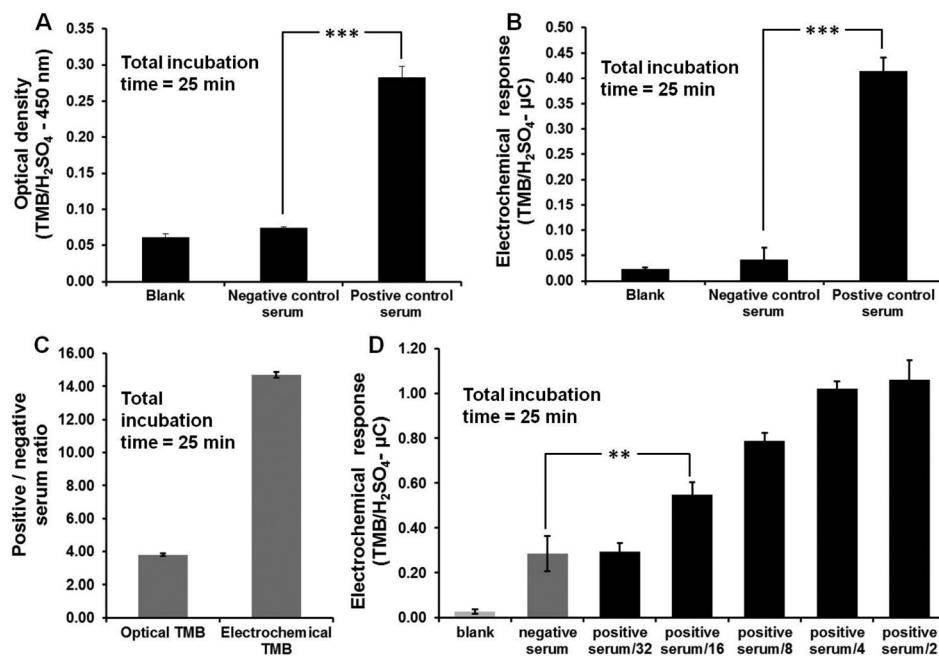 A
Optical density
(TMB/H₂SO₄ - 450 nm)
0.35
0.30
0.25
0.20
0.15
0.10
0.05
0.00
Total incubation
time = 25 min
***
Blank
Negative control
serum
Postive control
serum
B
Electrochemical response
(TMB/H₂SO₄ - µC)
0.50
0.45
0.40
0.35
0.30
0.25
0.20
0.15
0.10
0.05
0.00
Total incubation
time = 25 min
***
Blank
Negative control
serum
Postive control
serum
C
Positive / negative
serum ratio
16.00
14.00
12.00
10.00
8.00
6.00
4.00
2.00
0.00
Total
incubation
time = 25 min
Optical TMB
Electrochemical
TMB
D
Electrochemical response
(TMB/H₂SO₄- µC)
1.20
1.00
0.80
0.60
0.40
0.20
0.00
Total incubation
time = 25 min
**
blank
negative
serum
positive
serum/32
positive
serum/16
positive
serum/8
positive
serum/4
positive
serum/2